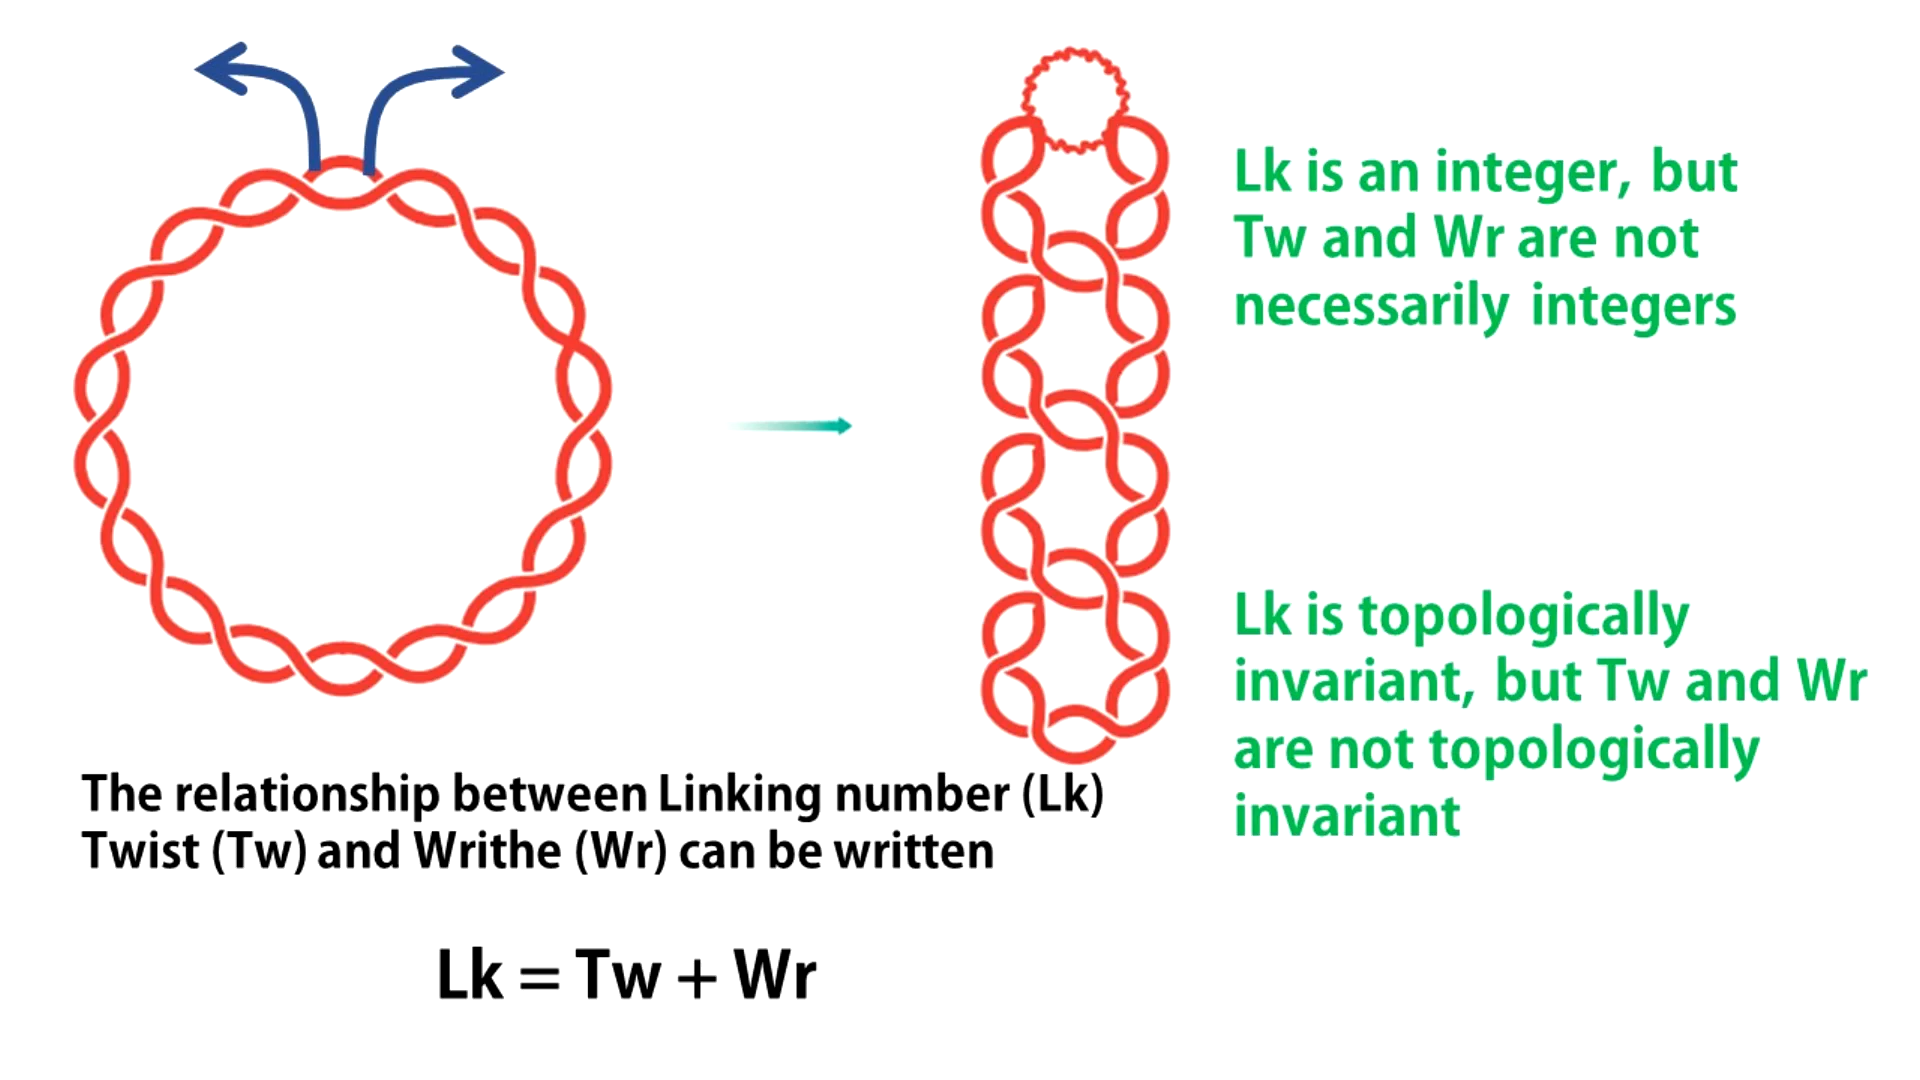 Lk is an integer, but
Tw and Wr are not
necessarily integers
Lk is topologically
invariant, but Tw and Wr
are not topologically
invariant
The relationship between Linking number (Lk)
Twist (Tw) and Writhe (Wr) can be written
Lk = Tw + Wr